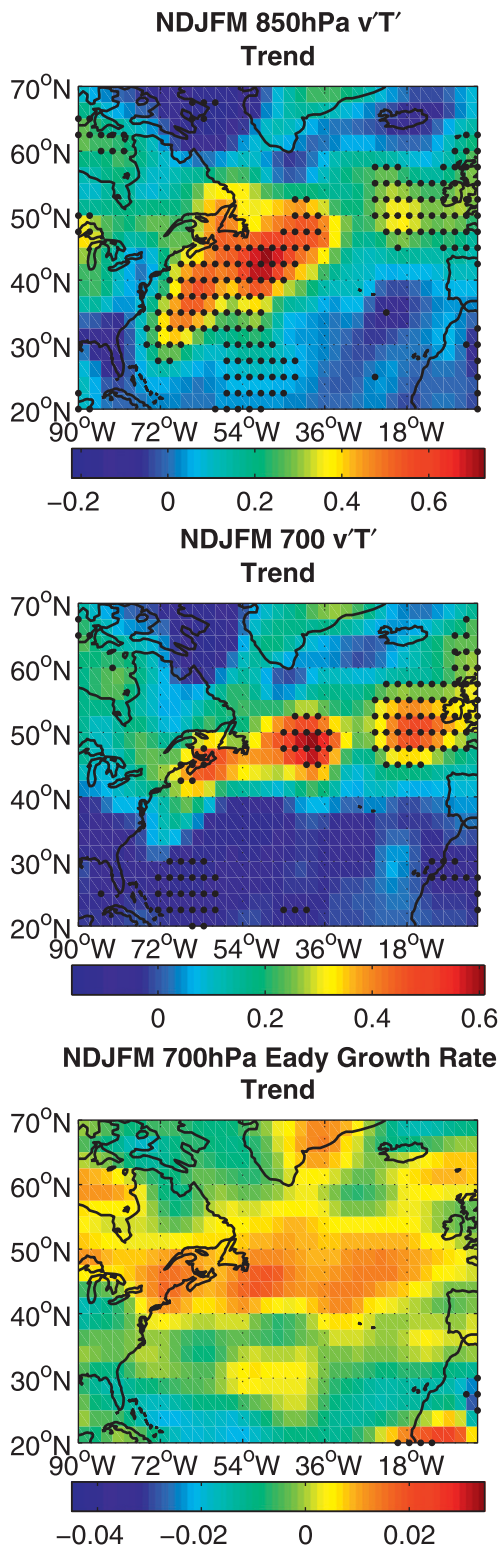 NDJFM 850hPa v′T′
Trend
70°N
60°N
50°N
40°N
30°N
20°N
90°W 72°W 54°W 36°W 18°W
−0.2 0 0.2 0.4 0.6
NDJFM 700 v′T′
Trend
70°N
60°N
50°N
40°N
30°N
20°N
90°W 72°W 54°W 36°W 18°W
0 0.2 0.4 0.6
NDJFM 700hPa Eady Growth Rate
Trend
70°N
60°N
50°N
40°N
30°N
20°N
90°W 72°W 54°W 36°W 18°W
−0.04 −0.02 0 0.02